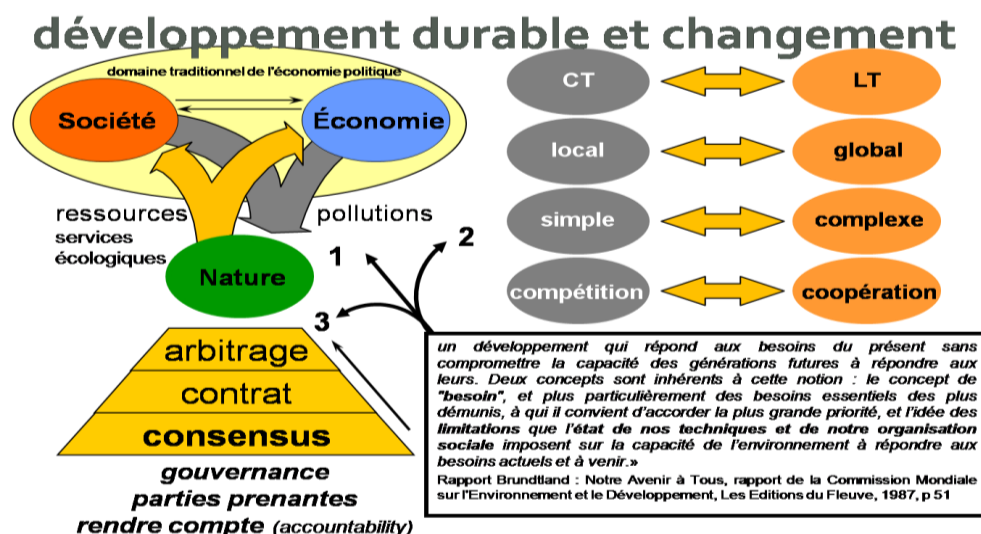 développement durable et changement
domaine traditionnel de l'économie politique
Société
Économie
ressources
services
écologiques
pollutions
Nature
1
2
3
CT
LT
local
global
simple
complexe
compétition
coopération
arbitrage
contrat
consensus
gouvernance
parties prenantes
rendre compte (accountability)
un développement qui répond aux besoins du présent sans
compromettre la capacité des générations futures à répondre aux
leurs. Deux concepts sont inhérents à cette notion : le concept de
"besoin", et plus particulièrement des besoins essentiels des plus
démunis, à qui il convient d'accorder la plus grande priorité, et l'idée des
limitations que l'état de nos techniques et de notre organisation
sociale imposent sur la capacité de l'environnement à répondre aux
besoins actuels et à venir.»
Rapport Brundtland : Notre Avenir à Tous, rapport de la Commission Mondiale
sur l'Environnement et le Développement, Les Editions du Fleuve, 1987, p 51